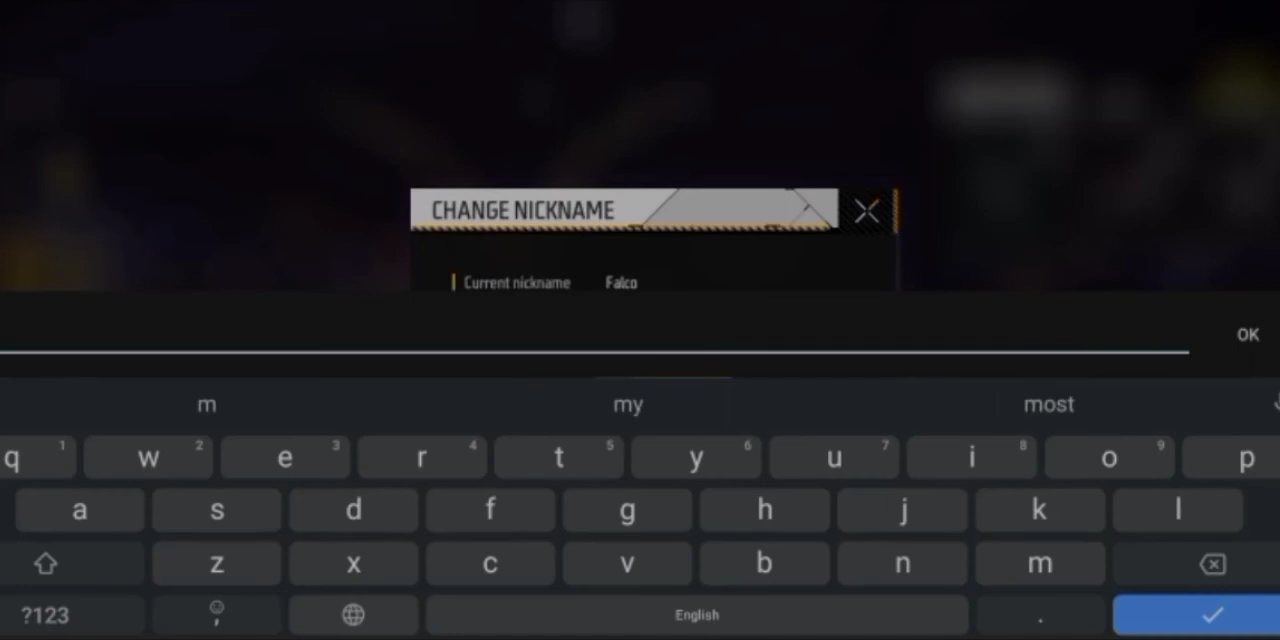 CHANGE NICKNAME
Current nickname Falco
OK
m my most
q 1 w 2 e 3 r 4 t 5 y 6 u 7 i 8 o 9 p
a s d f g h j k l
z x c v b n m
?123 , English .